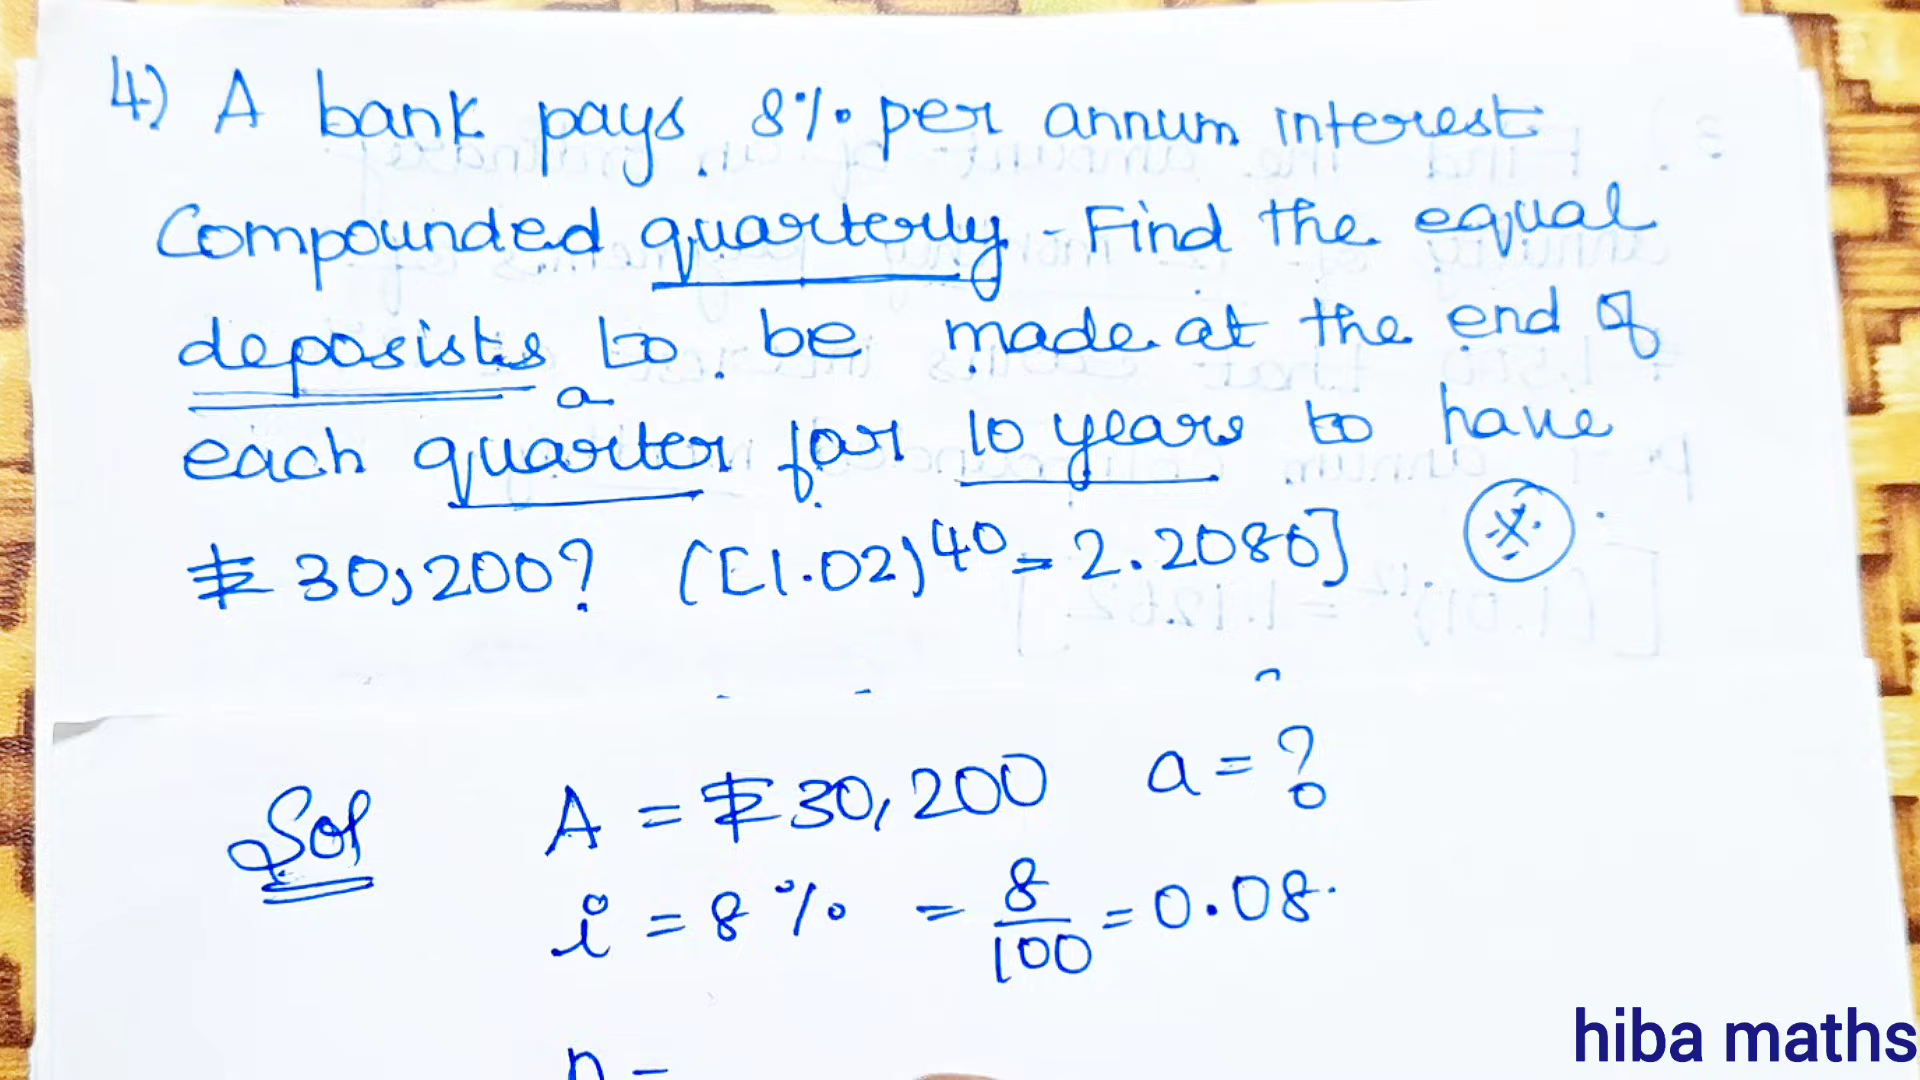 4) A bank pays 8% per annum interest
Compounded quarterly - Find the equal
deposists to be made at the end of
a
each quarter for 10 years to have
₹ 30,200? ([1.02)⁴⁰ = 2.2080]
Sol A = ₹30,200 a = ?
i = 8% = 8/100 = 0.08.
n =
hiba maths